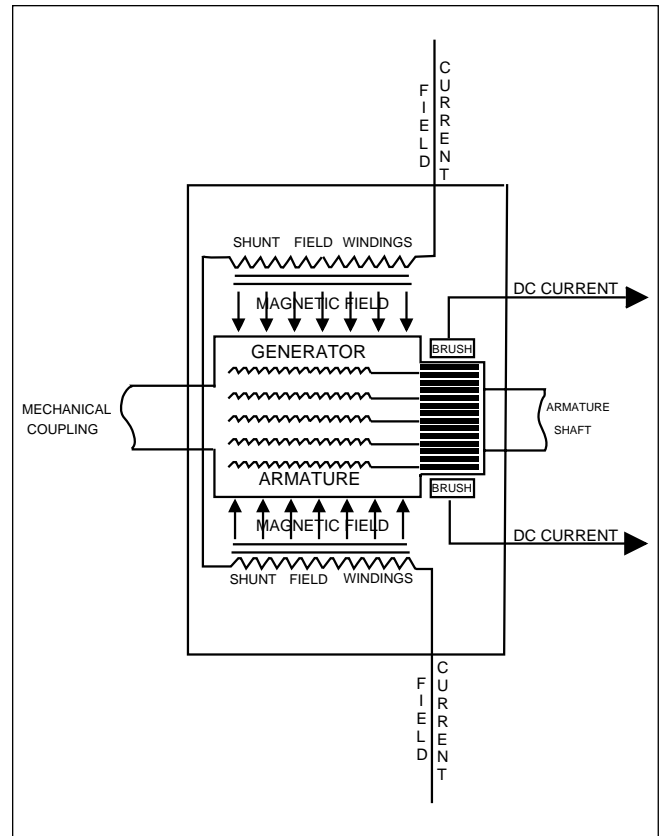 FIELD
CURRENT
SHUNT FIELD WINDINGS
MAGNETIC FIELD
DC CURRENT
BRUSH
GENERATOR
MECHANICAL
COUPLING
ARMATURE
SHAFT
ARMATURE
BRUSH
MAGNETIC FIELD
DC CURRENT
SHUNT FIELD WINDINGS
FIELD
CURRENT